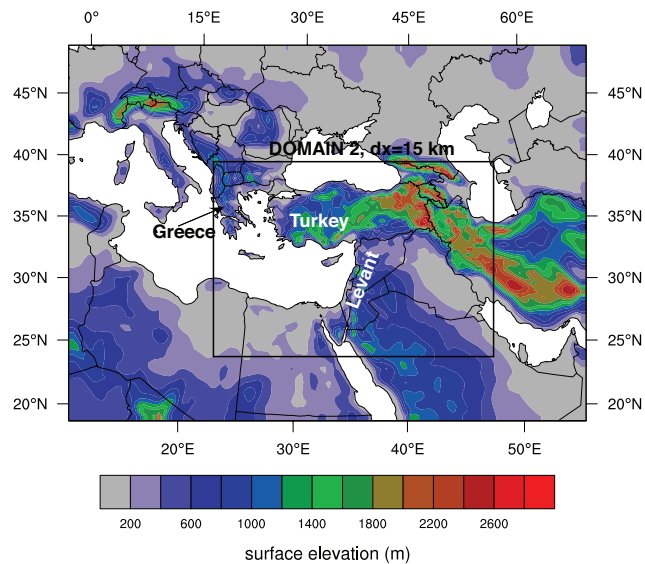 0° 15°E 30°E 45°E 60°E
45°N 45°N
40°N DOMAIN 2, dx=15 km 40°N
35°N Turkey 35°N
Greece
30°N Levant 30°N
25°N 25°N
20°N 20°N
20°E 30°E 40°E 50°E
200 600 1000 1400 1800 2200 2600
surface elevation (m)